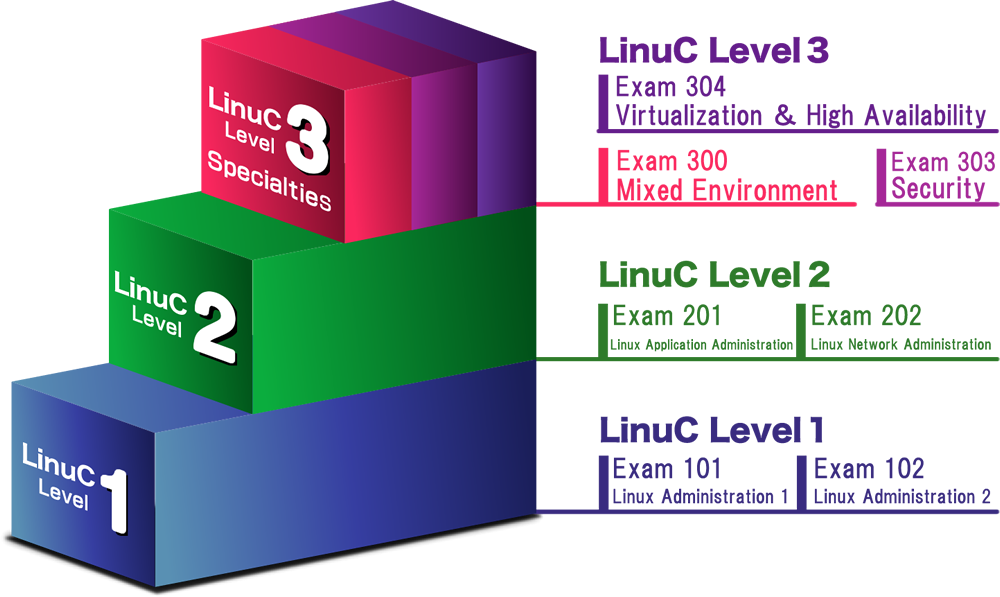 LinuC
Level 3
Specialties
LinuC
Level 2
LinuC
Level 1
LinuC Level 3
Exam 304
Virtualization & High Availability
Exam 300
Mixed Environment
Exam 303
Security
LinuC Level 2
Exam 201
Linux Application Administration
Exam 202
Linux Network Administration
LinuC Level 1
Exam 101
Linux Administration 1
Exam 102
Linux Administration 2